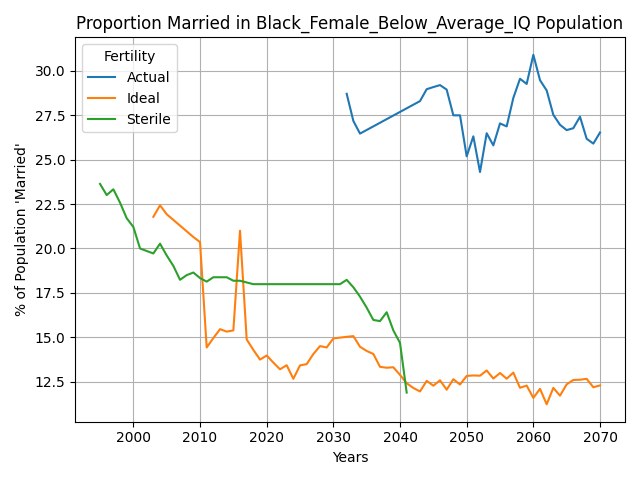 Proportion Married in Black_Female_Below_Average_IQ Population
Fertility
Actual
Ideal
Sterile
% of Population 'Married'
30.0
27.5
25.0
22.5
20.0
17.5
15.0
12.5
2000 2010 2020 2030 2040 2050 2060 2070
Years